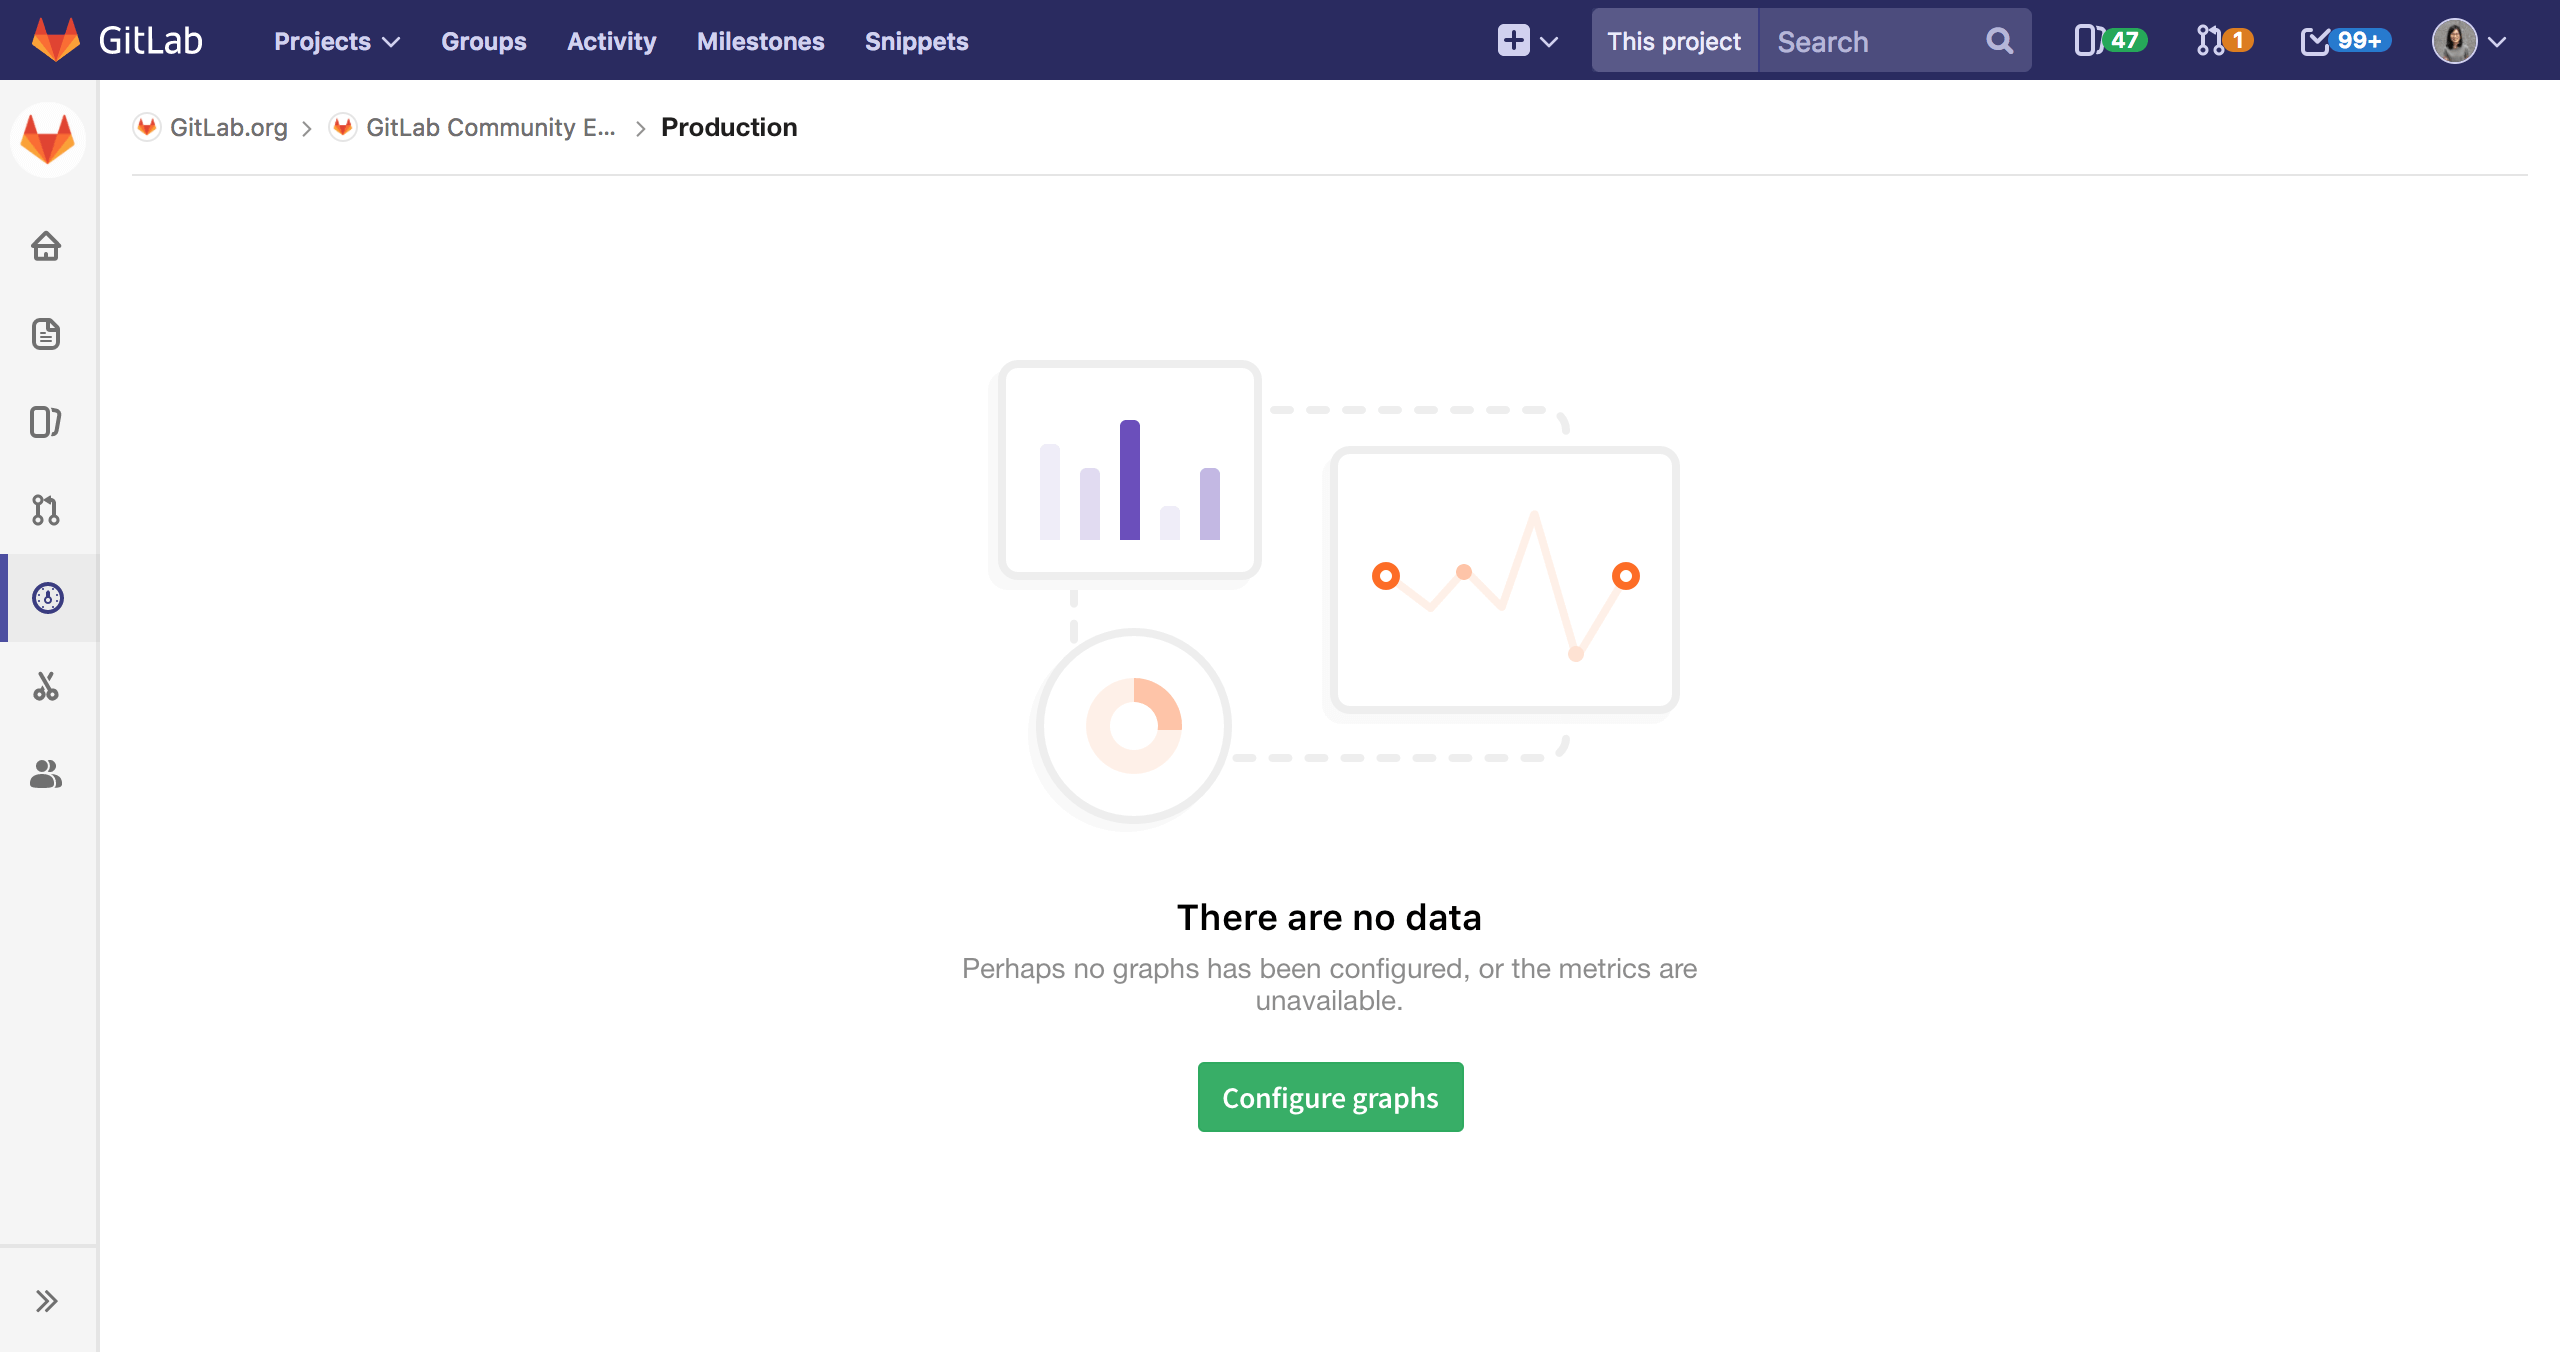 GitLab Projects Groups Activity Milestones Snippets This project Search 47 1 99+
GitLab.org GitLab Community E... Production
There are no data
Perhaps no graphs has been configured, or the metrics are
unavailable.
Configure graphs